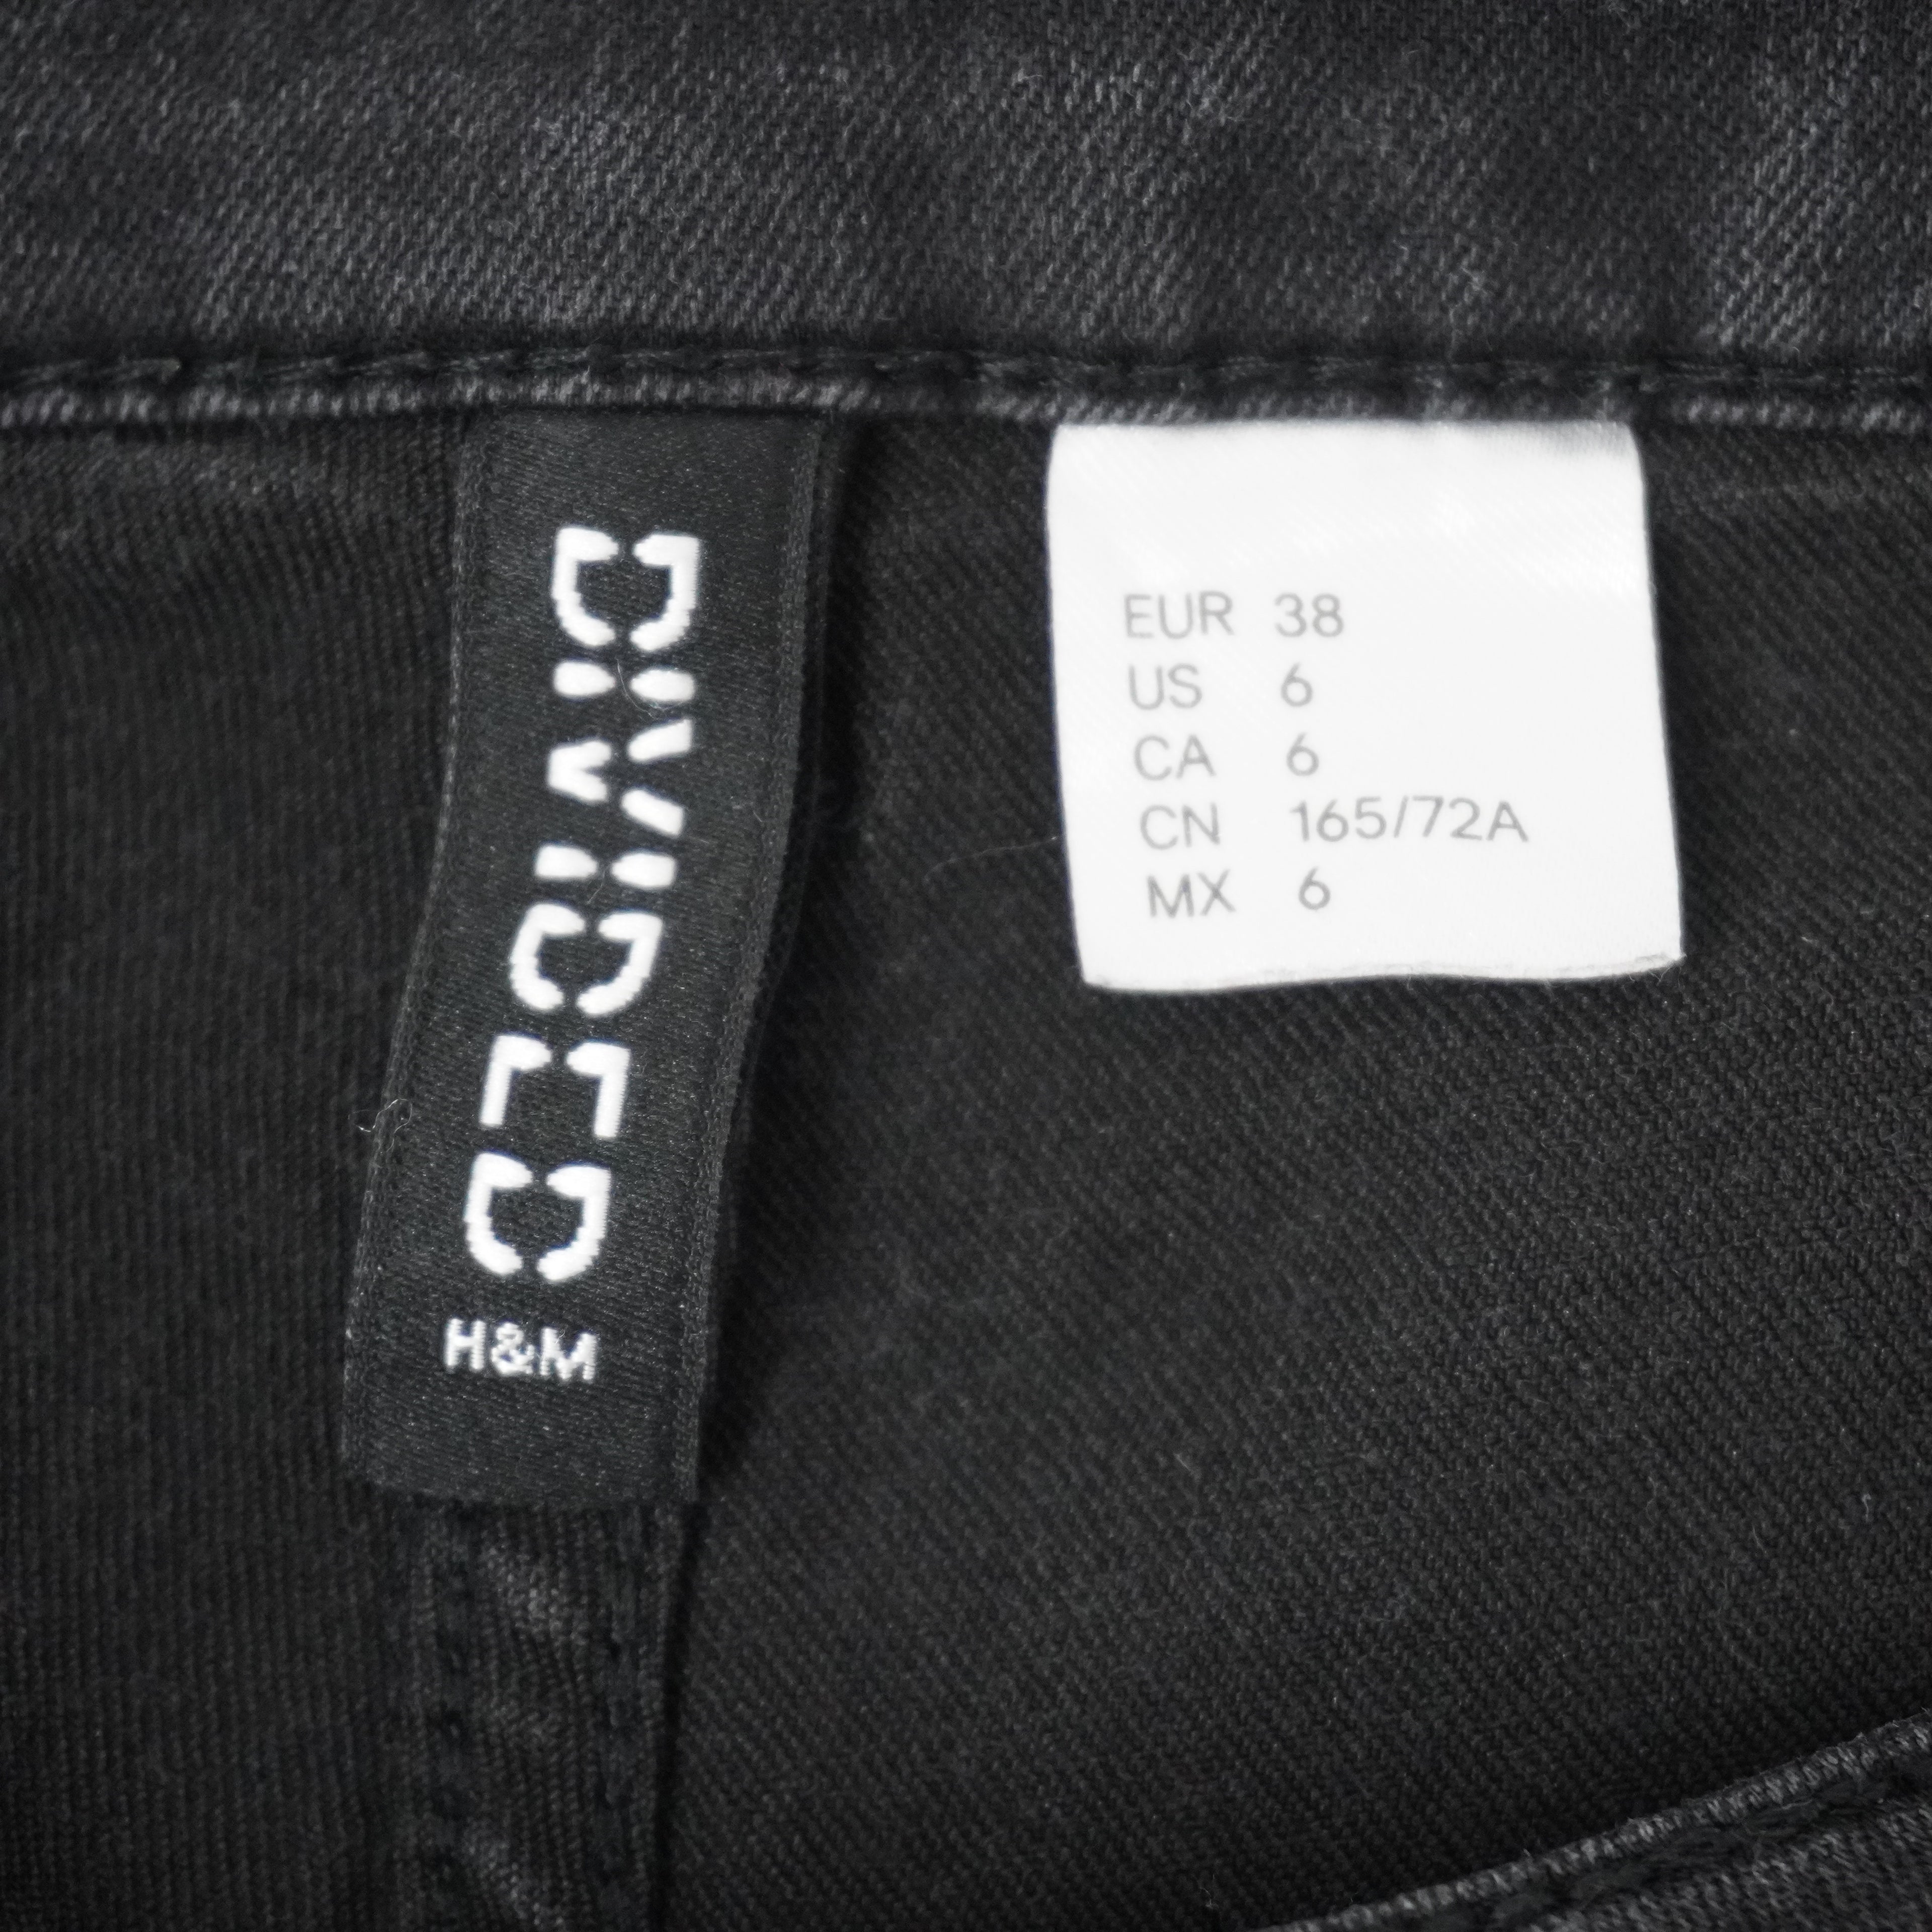 DIVIDED
H&M
EUR 38
US 6
CA 6
CN 165/72A
MX 6